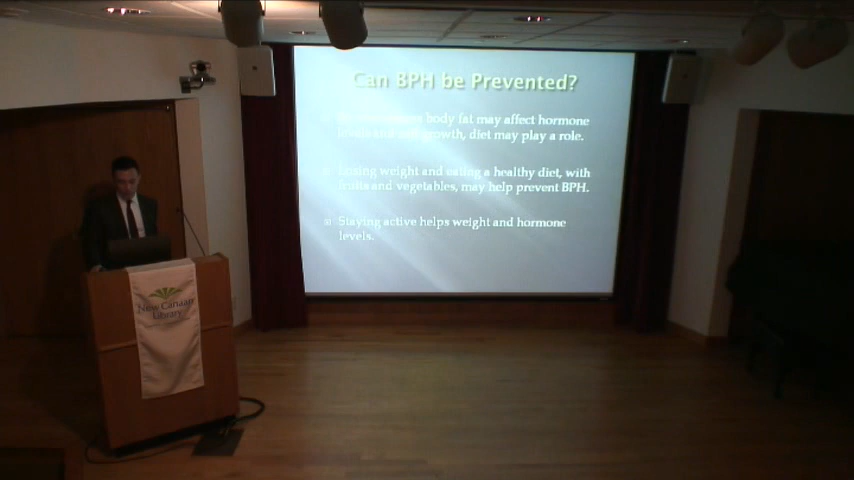 Can BPH be Prevented?
body fat may affect hormone
growth, diet may play a role.
Losing weight and eating a healthy diet, with
fruits and vegetables, may help prevent BPH.
Staying active helps weight and hormone
levels.
New Canaan
Library